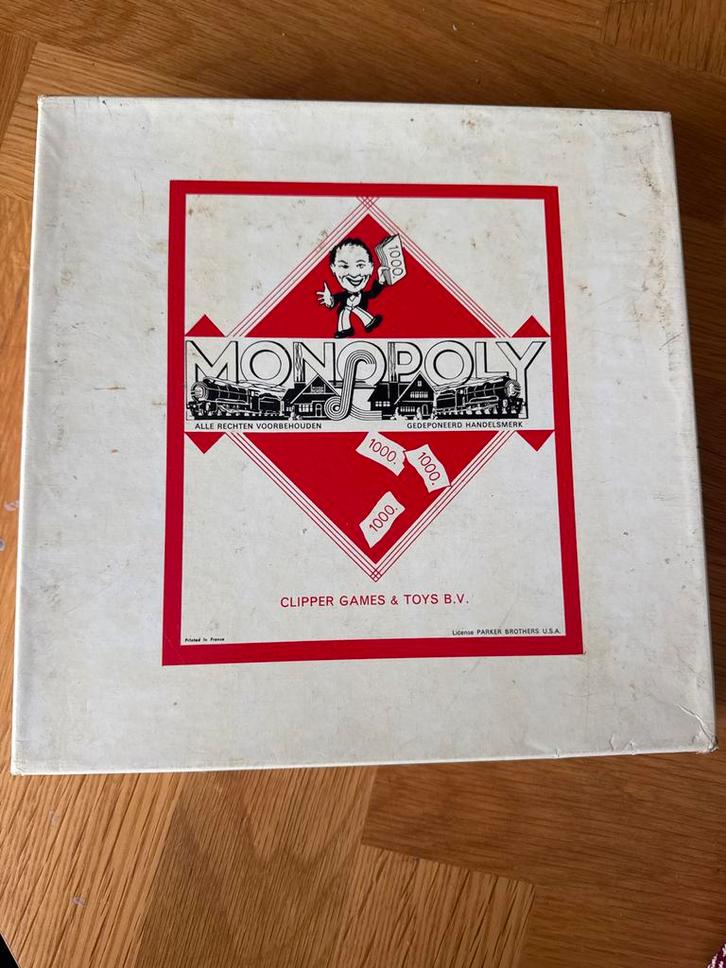 1000.
MONOPOLY
ALLE RECHTEN VOORBEHOUDEN GEDEPONEERD HANDELSMERK
1000.
1000.
1000.
CLIPPER GAMES & TOYS B.V.
Printed in France
License PARKER BROTHERS U.S.A.